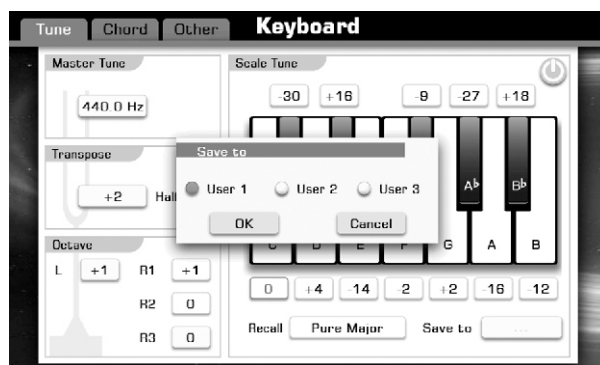 Tune Chord Other Keyboard
Master Tune
440.0 Hz
Transpose
+2
Octave
L +1 R1 +1
R2 0
R3 0
Scale Tune
-30 +16 -9 -27 +18
Save to
User 1 User 2 User 3
OK Cancel
Ab Bb
G A B
0 +4 -14 -2 +2 -16 -12
Recall Pure Major Save to ...